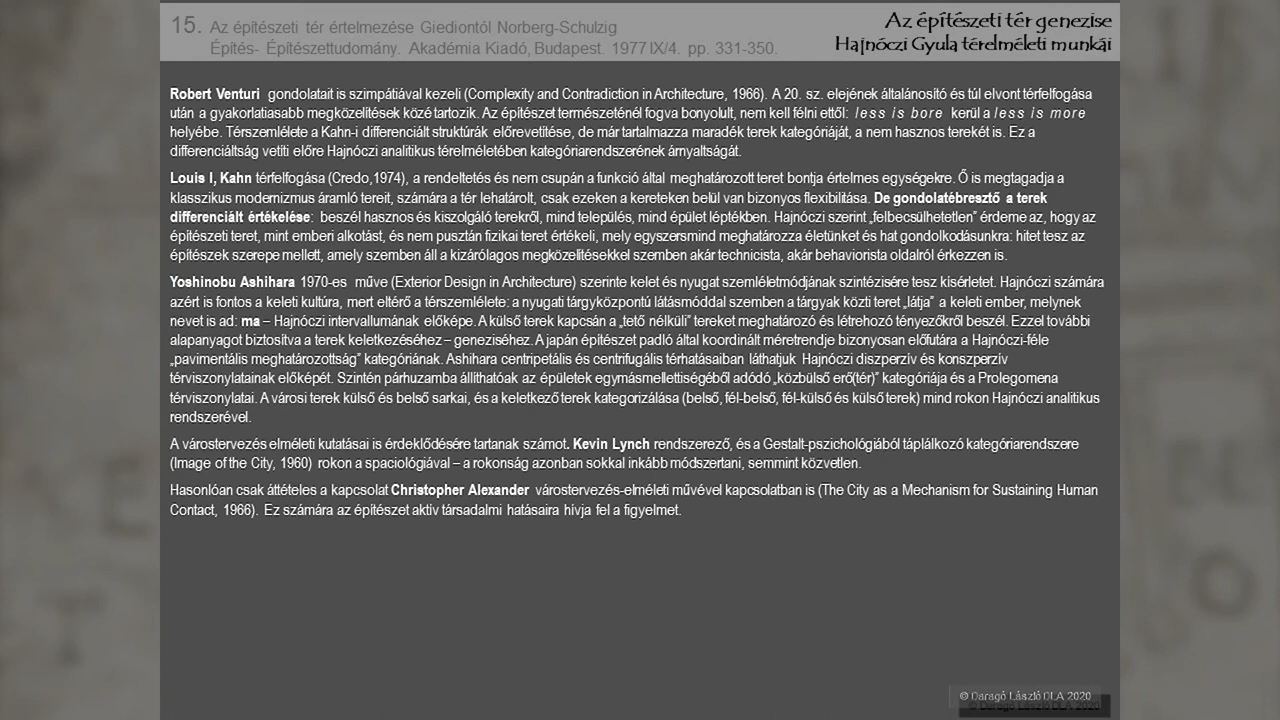 15. Az építészeti tér értelmezése Giediontól Norberg-Schulzig
Építés- Építészettudomány. Akadémia Kiadó, Budapest. 1977 IX/4. pp. 331-350.
Az építészeti tér genezise
Hajnóczi Gyula térelméleti munkái
Robert Venturi gondolatait is szimpátiával kezeli (Complexity and Contradiction in Architecture, 1966). A 20. sz. elejének általánosító és túl elvont térfelfogása
után a gyakorlatiasabb megközelítések közé tartozik. Az építészet természeténél fogva bonyolult, nem kell félni ettől: less is bore kerül a less is more
helyébe. Térszemlélete a Kahn-i differenciált struktúrák előrevetítése, de már tartalmazza maradék terek kategóriáját, a nem hasznos terekét is. Ez a
differenciáltság vetíti előre Hajnóczi analitikus térelméletében kategóriarendszerének árnyaltságát.
Louis I, Kahn térfelfogása (Credo,1974), a rendeltetés és nem csupán a funkció által meghatározott teret bontja értelmes egységekre. Ő is megtagadja a
klasszikus modernizmus áramló tereit, számára a tér lehatárolt, csak ezeken a kereteken belül van bizonyos flexibilitása. De gondolatébresztő a terek
differenciált értékelése: beszél hasznos és kiszolgáló terekről, mind település, mind épület léptékben. Hajnóczi szerint „felbecsülhetetlen” érdeme az, hogy az
építészeti teret, mint emberi alkotást, és nem pusztán fizikai teret értékeli, mely egyszersmind meghatározza életünket és hat gondolkodásunkra: hitet tesz az
építészek szerepe mellett, amely szemben áll a kizárólagos megközelítésekkel szemben akár technicista, akár behaviorista oldalról érkezzen is.
Yoshinobu Ashihara 1970-es műve (Exterior Design in Architecture) szerinte kelet és nyugat szemléletmódjának szintézisére tesz kísérletet. Hajnóczi számára
azért is fontos a keleti kultúra, mert eltérő a térszemlélete: a nyugati tárgyközpontú látásmóddal szemben a tárgyak közti teret „látja” a keleti ember, melynek
nevet is ad: ma – Hajnóczi intervallumának előképe. A külső terek kapcsán a „tető nélküli” tereket meghatározó és létrehozó tényezőkről beszél. Ezzel további
alapanyagot biztosítva a terek keletkezéséhez – geneziséhez. A japán építészet padló által koordinált méretrendje bizonyosan előfutára a Hajnóczi-féle
„pavimentális meghatározottság” kategóriának. Ashihara centripetális és centrifugális térhatásaiban láthatjuk Hajnóczi diszperzív és konszperzív
térviszonylatainak előképét. Szintén párhuzamba állíthatóak az épületek egymásmellettiségéből adódó „közbülső erő(tér)” kategóriája és a Prolegomena
térviszonylatai. A városi terek külső és belső sarkai, és a keletkező terek kategorizálása (belső, fél-belső, fél-külső és külső terek) mind rokon Hajnóczi analitikus
rendszerével.
A várostervezés elméleti kutatásai is érdeklődésére tartanak számot. Kevin Lynch rendszerező, és a Gestalt-pszichológiából táplálkozó kategóriarendszere
(Image of the City, 1960) rokon a spaciológiával – a rokonság azonban sokkal inkább módszertani, semmint közvetlen.
Hasonlóan csak áttételes a kapcsolat Christopher Alexander várostervezés-elméleti művével kapcsolatban is (The City as a Mechanism for Sustaining Human
Contact, 1966). Ez számára az építészet aktív társadalmi hatásaira hívja fel a figyelmet.
© Daragó László DLA 2020